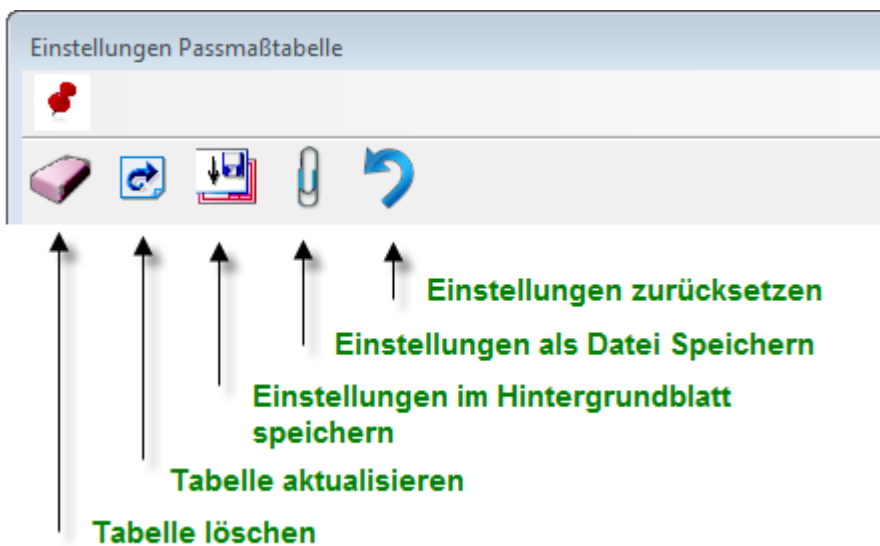 Einstellungen Passmaßtabelle
Einstellungen zurücksetzen
Einstellungen als Datei Speichern
Einstellungen im Hintergrundblatt
speichern
Tabelle aktualisieren
Tabelle löschen